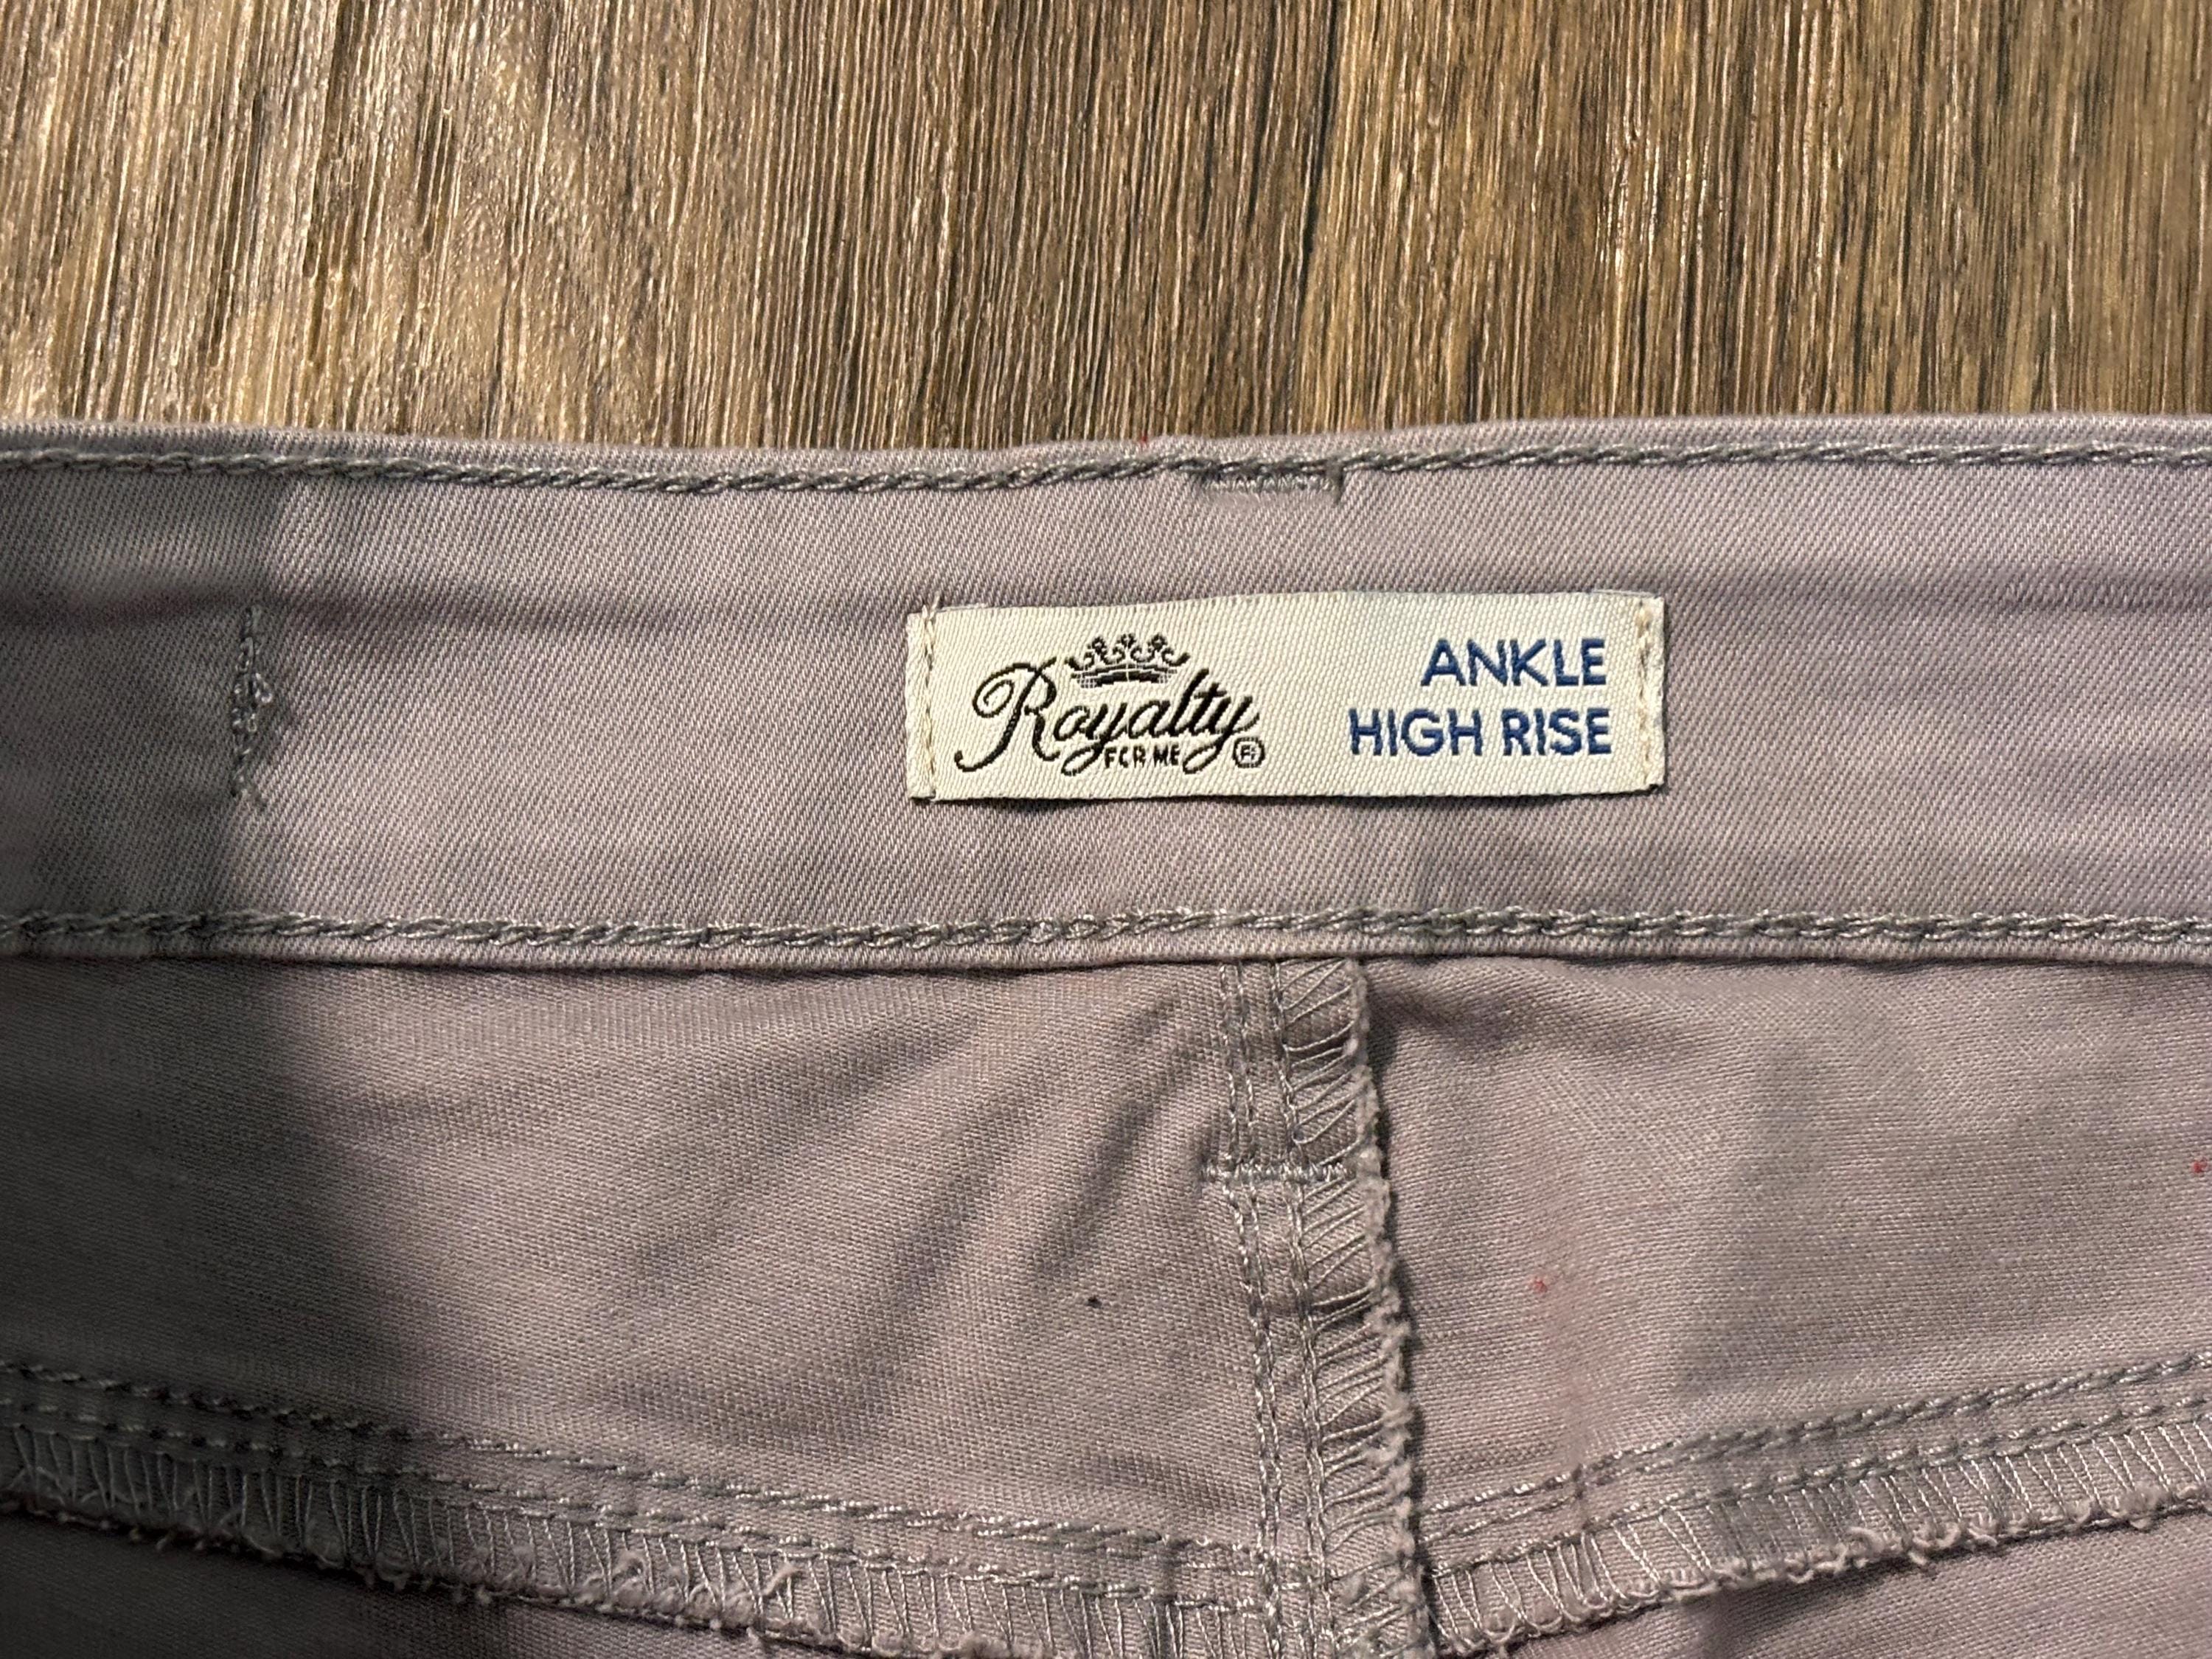 Royalty
FOR ME ®
ANKLE
HIGH RISE